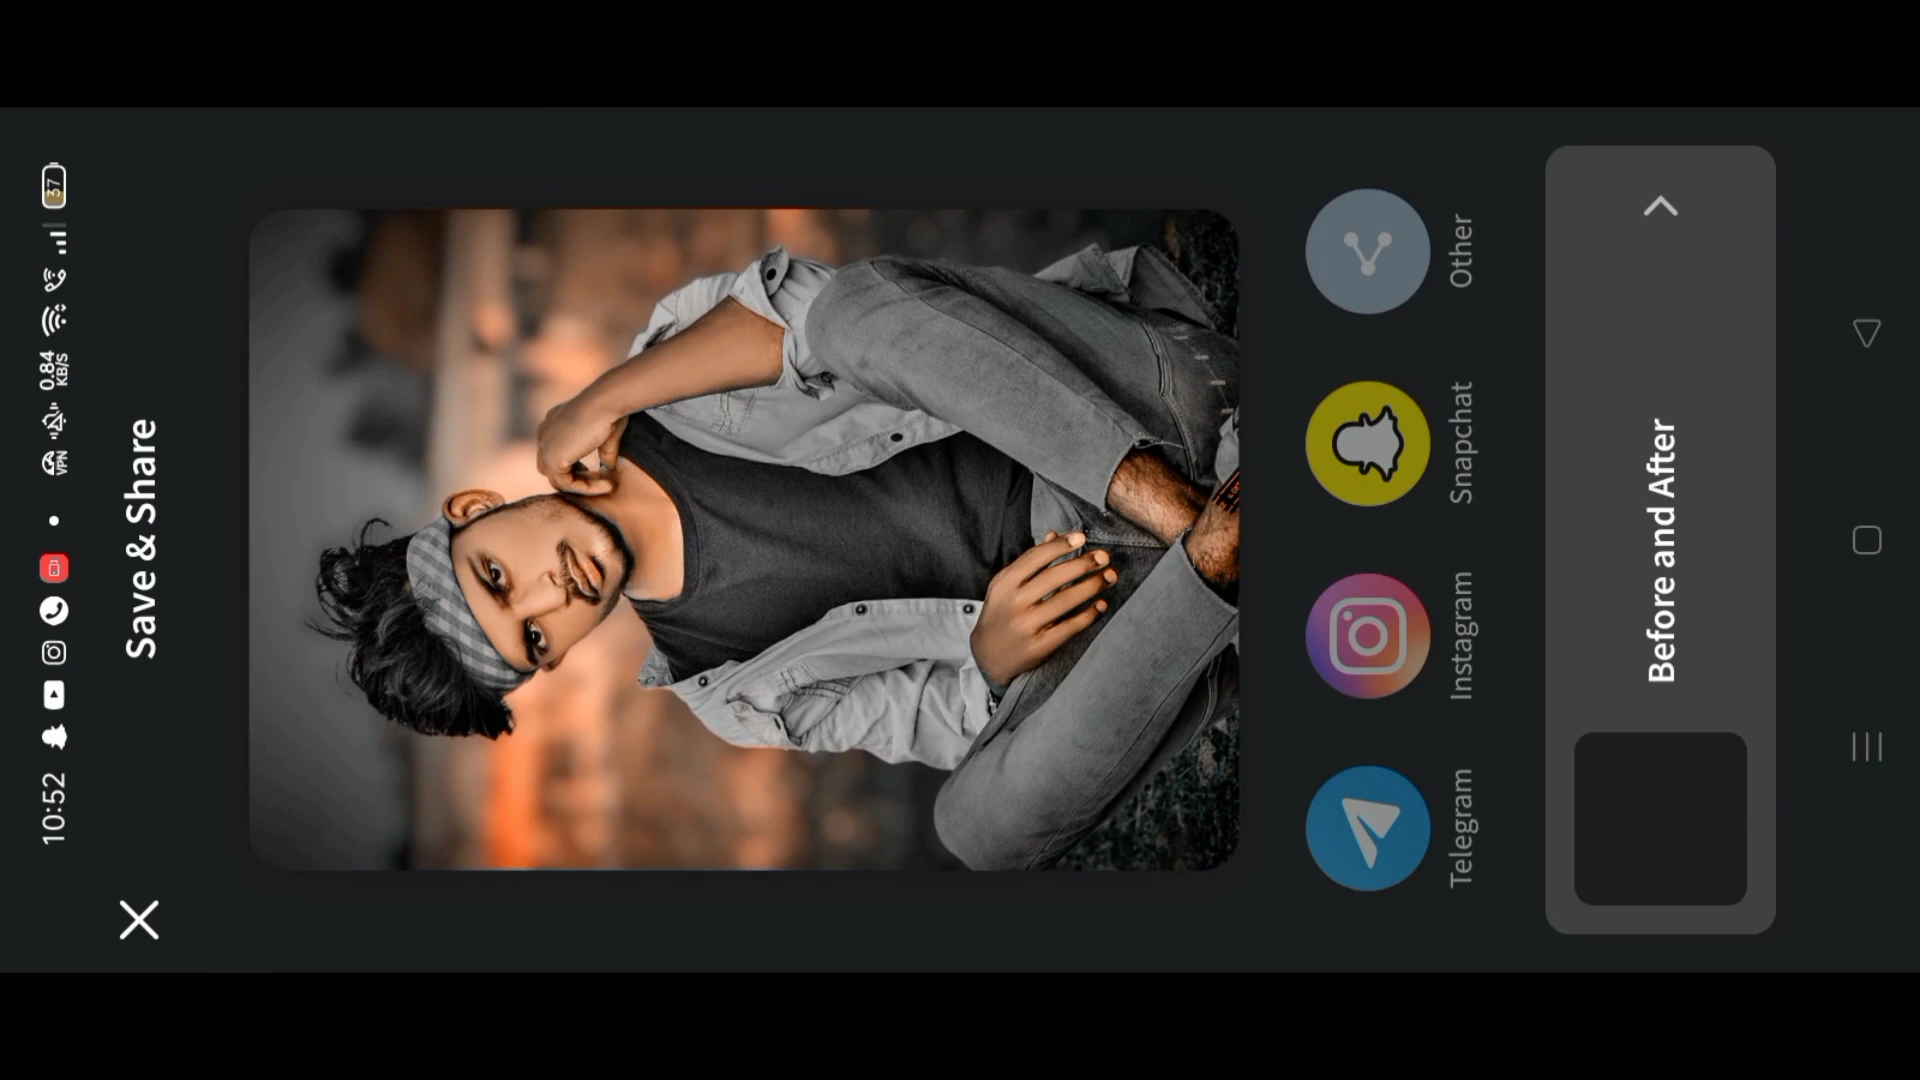 10:52
VPN
0.84
KB/S
37
Save & Share
Telegram
Instagram
Snapchat
Other
Before and After